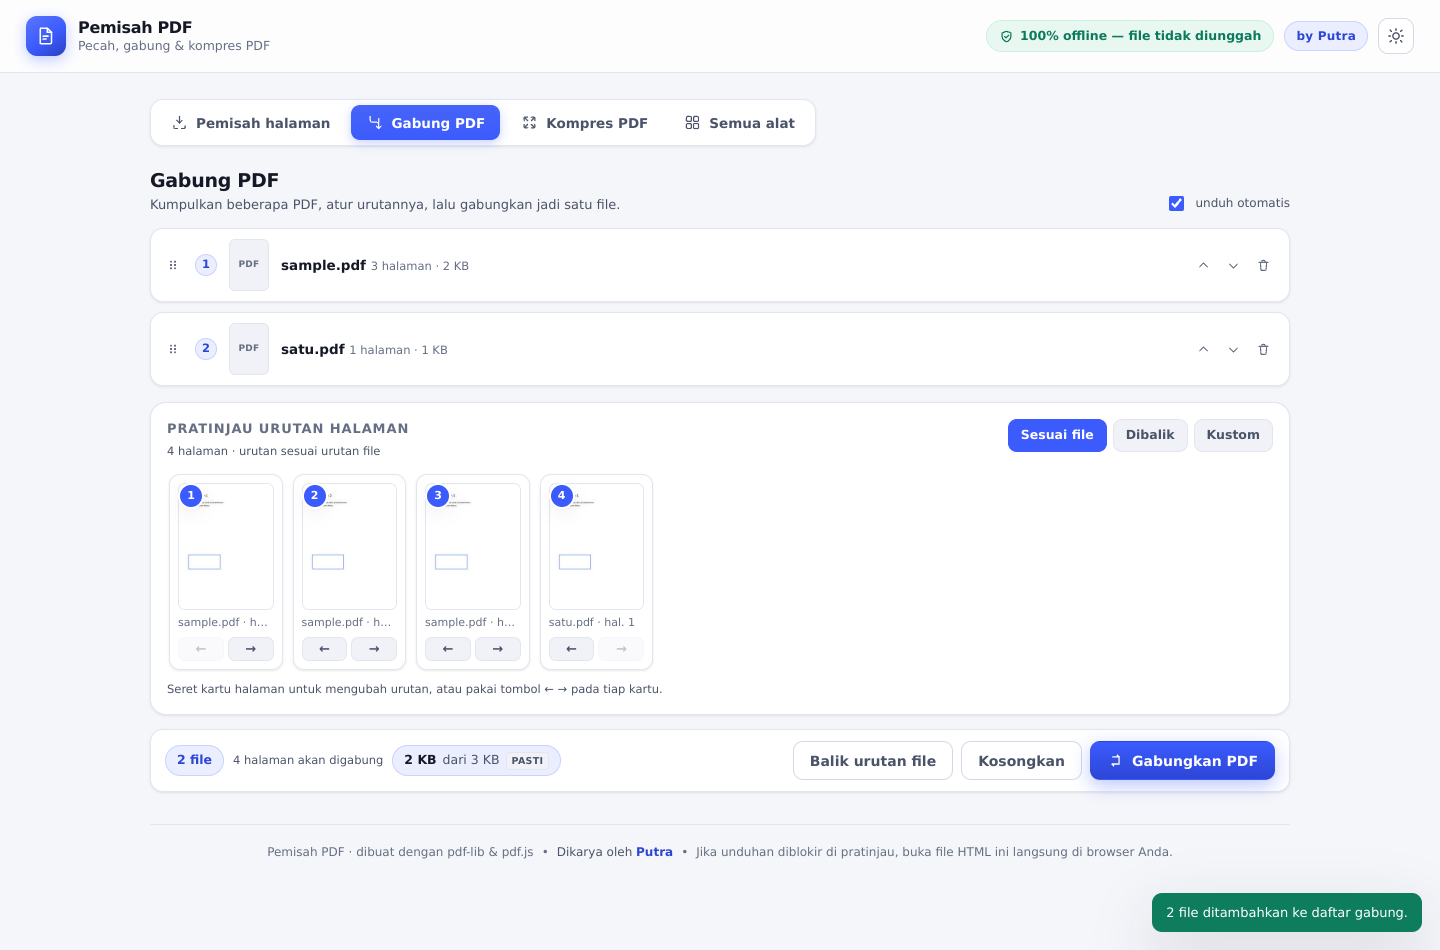 Pemisah PDF
Pecah, gabung & kompres PDF
100% offline — file tidak diunggah
by Putra
Pemisah halaman
Gabung PDF
Kompres PDF
Semua alat
Gabung PDF
Kumpulkan beberapa PDF, atur urutannya, lalu gabungkan jadi satu file.
unduh otomatis
1
PDF
sample.pdf 3 halaman · 2 KB
2
PDF
satu.pdf 1 halaman · 1 KB
PRATINJAU URUTAN HALAMAN
4 halaman · urutan sesuai urutan file
Sesuai file
Dibalik
Kustom
1
2
3
4
sample.pdf · h...
sample.pdf · h...
sample.pdf · h...
satu.pdf · hal. 1
← →
← →
← →
← →
Seret kartu halaman untuk mengubah urutan, atau pakai tombol ← → pada tiap kartu.
2 file
4 halaman akan digabung
2 KB dari 3 KB PASTI
Balik urutan file
Kosongkan
Gabungkan PDF
Pemisah PDF · dibuat dengan pdf-lib & pdf.js • Dikarya oleh Putra • Jika unduhan diblokir di pratinjau, buka file HTML ini langsung di browser Anda.
2 file ditambahkan ke daftar gabung.